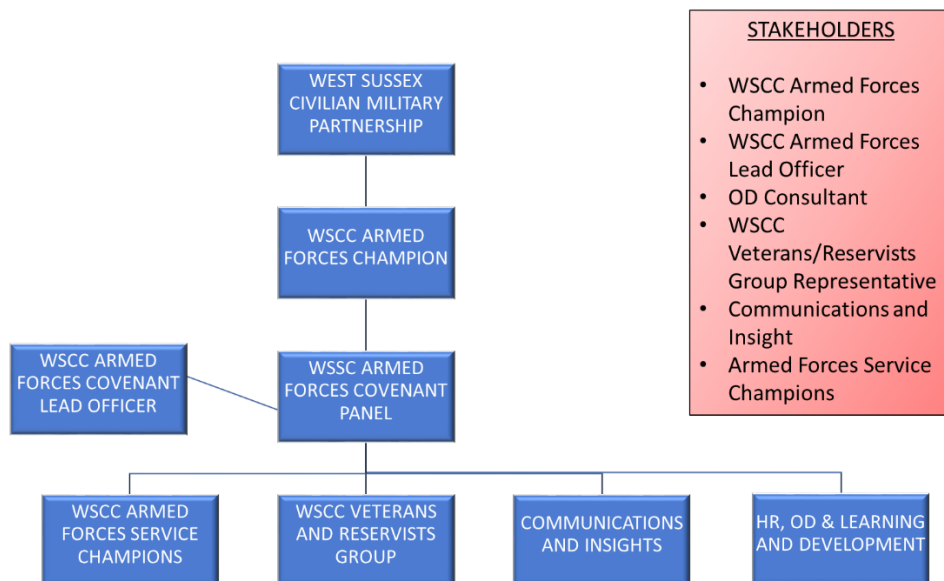 WEST SUSSEX
CIVILIAN MILITARY
PARTNERSHIP
WSCC ARMED
FORCES CHAMPION
WSCC ARMED
FORCES COVENANT
LEAD OFFICER
WSSC ARMED
FORCES COVENANT
PANEL
WSCC ARMED
FORCES SERVICE
CHAMPIONS
WSCC VETERANS
AND RESERVISTS
GROUP
COMMUNICATIONS
AND INSIGHTS
HR, OD & LEARNING
AND DEVELOPMENT
STAKEHOLDERS
• WSCC Armed Forces
Champion
• WSCC Armed Forces
Lead Officer
• OD Consultant
• WSCC
Veterans/Reservists
Group Representative
• Communications and
Insight
• Armed Forces Service
Champions